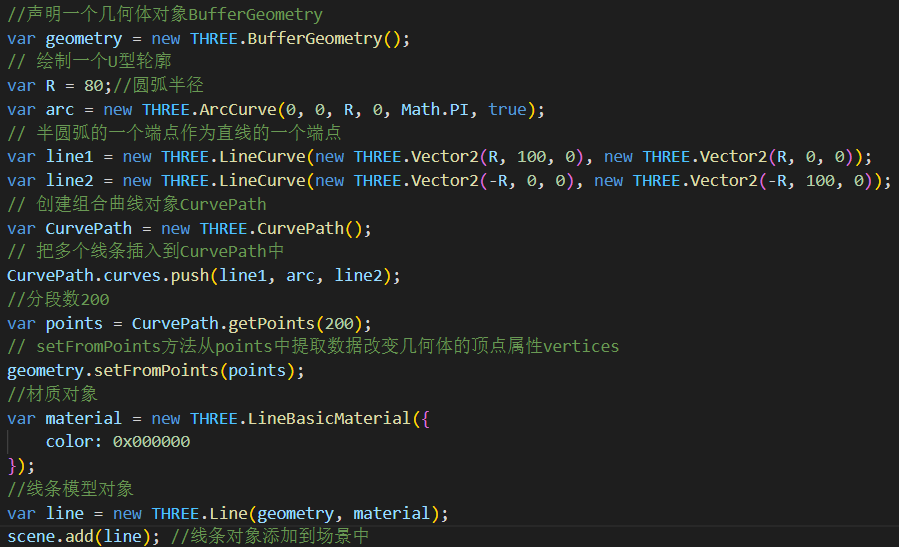 //声明一个几何体对象BufferGeometry
var geometry = new THREE.BufferGeometry();
// 绘制一个U型轮廓
var R = 80;//圆弧半径
var arc = new THREE.ArcCurve(0, 0, R, 0, Math.PI, true);
// 半圆弧的一个端点作为直线的一个端点
var line1 = new THREE.LineCurve(new THREE.Vector2(R, 100, 0), new THREE.Vector2(R, 0, 0));
var line2 = new THREE.LineCurve(new THREE.Vector2(-R, 0, 0), new THREE.Vector2(-R, 100, 0));
// 创建组合曲线对象CurvePath
var CurvePath = new THREE.CurvePath();
// 把多个线条插入到CurvePath中
CurvePath.curves.push(line1, arc, line2);
//分段数200
var points = CurvePath.getPoints(200);
// setFromPoints方法从points中提取数据改变几何体的顶点属性vertices
geometry.setFromPoints(points);
//材质对象
var material = new THREE.LineBasicMaterial({
    color: 0x000000
});
//线条模型对象
var line = new THREE.Line(geometry, material);
scene.add(line); //线条对象添加到场景中